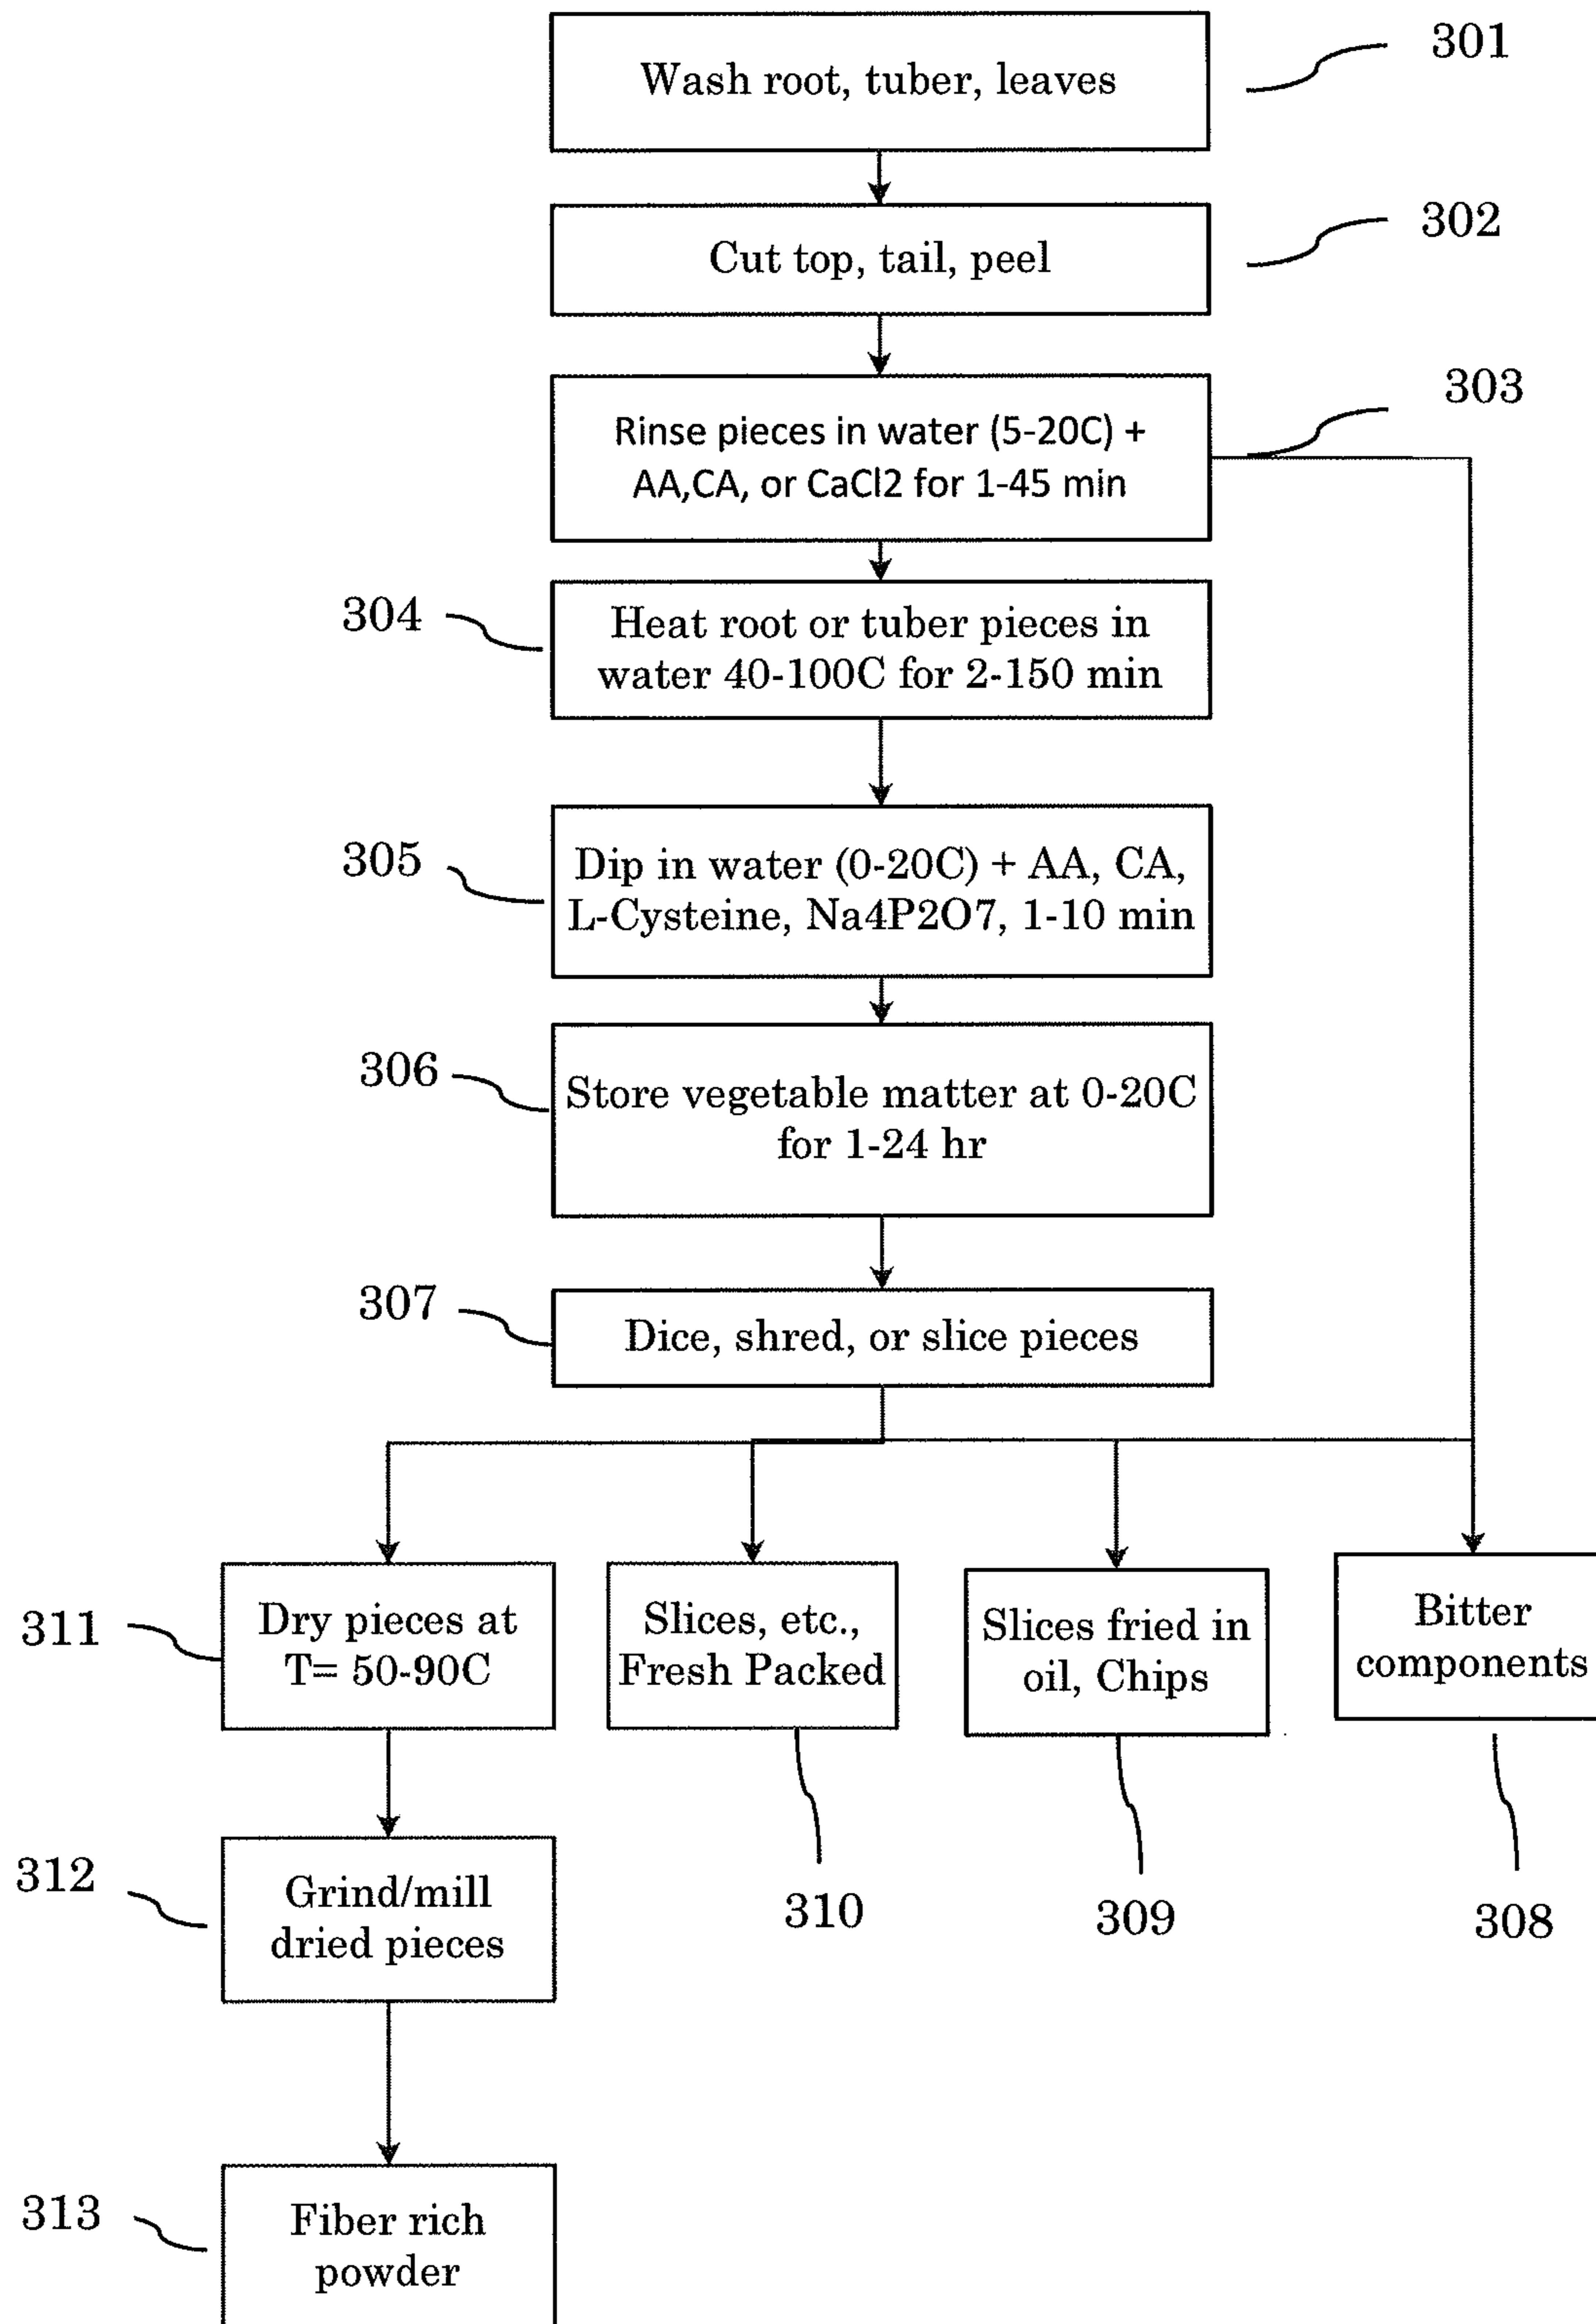 Wash root, tuber, leaves
301
Cut top, tail, peel
302
Rinse pieces in water (5-20C) +
AA,CA, or CaCl2 for 1-45 min
303
304
Heat root or tuber pieces in
water 40-100C for 2-150 min
305
Dip in water (0-20C) + AA, CA,
L-Cysteine, Na4P2O7, 1-10 min
306
Store vegetable matter at 0-20C
for 1-24 hr
307
Dice, shred, or slice pieces
311
Dry pieces at
T= 50-90C
Slices, etc.,
Fresh Packed
310
Slices fried in
oil, Chips
309
Bitter
components
308
312
Grind/mill
dried pieces
313
Fiber rich
powder